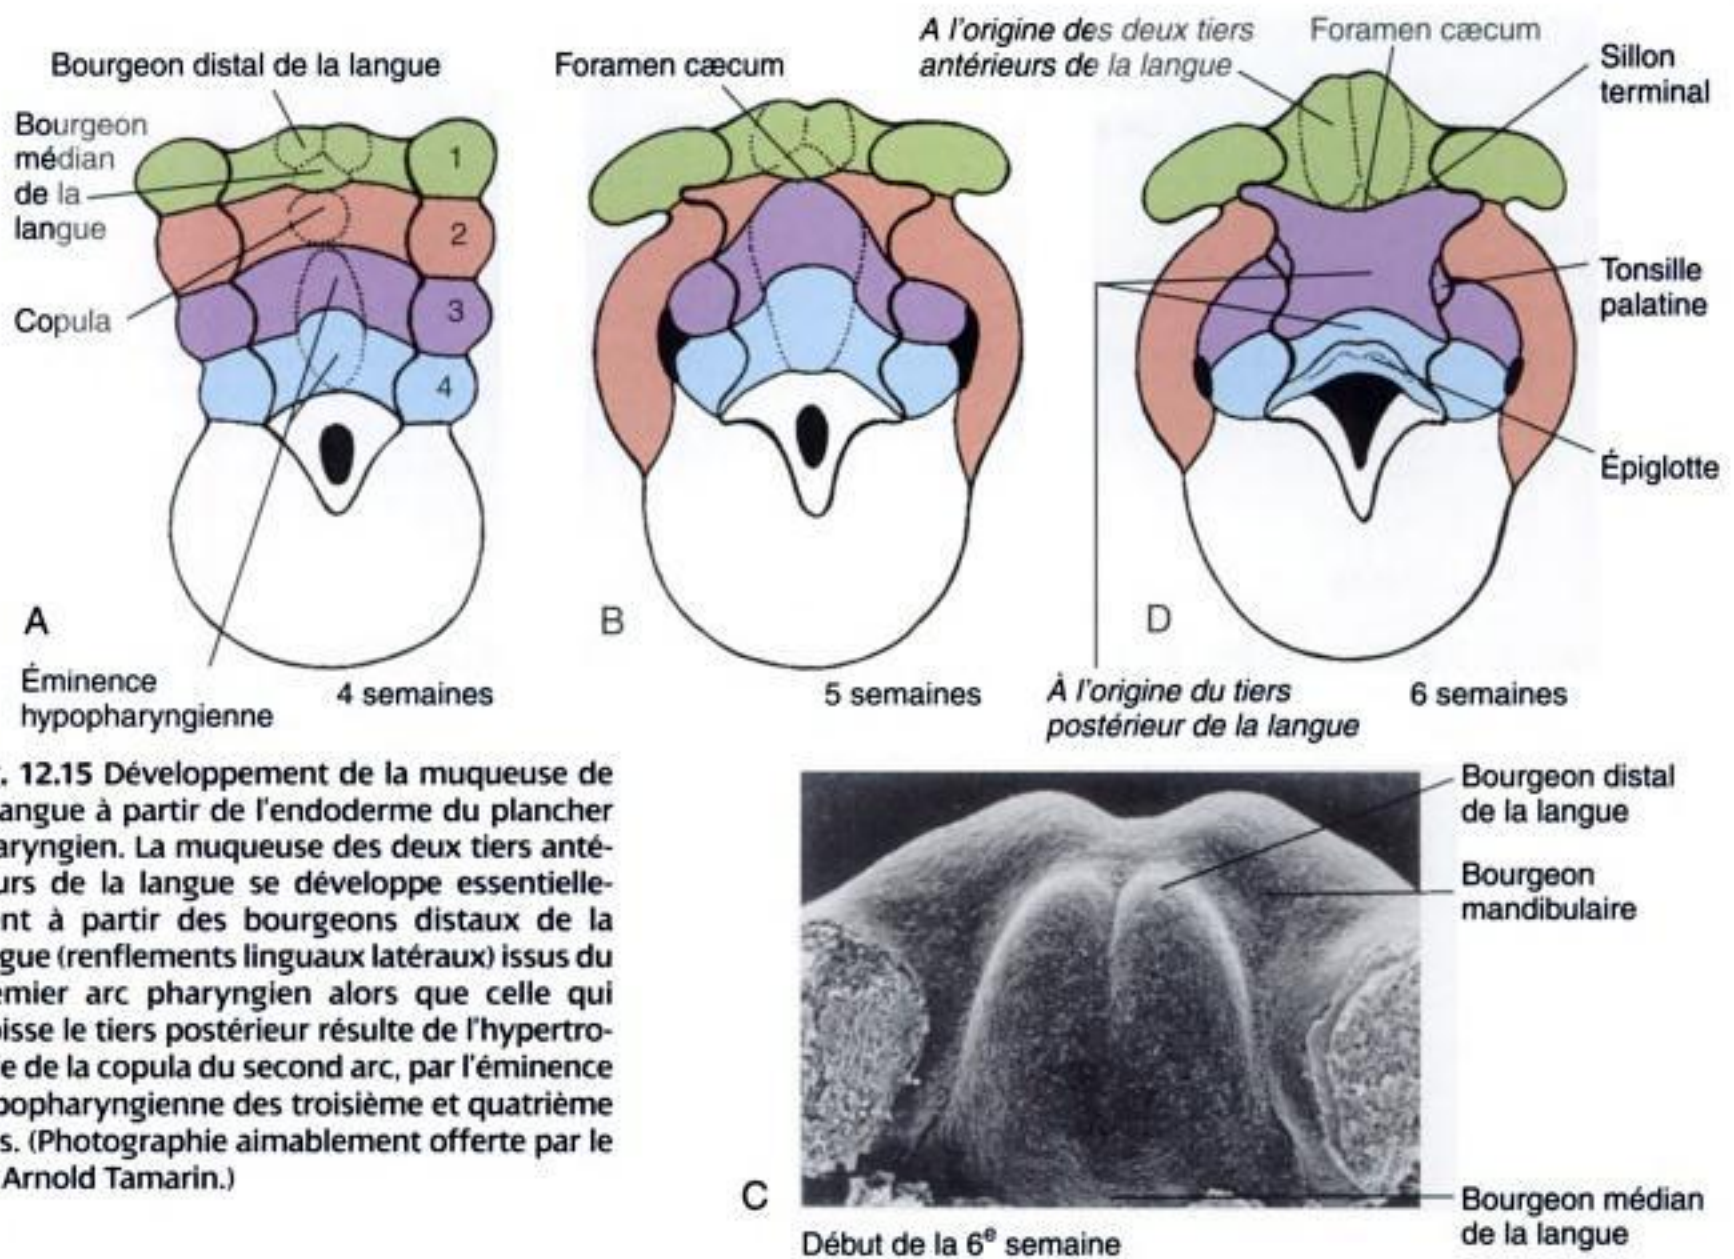 A l'origine des deux tiers
antérieurs de la langue
Foramen cæcum
Sillon
terminal
Bourgeon distal de la langue
Foramen cæcum
Bourgeon
médian
de la
langue
1
2
3
4
Copula
Tonsille
palatine
Épiglotte
A
B
D
Éminence
hypopharyngienne
4 semaines
5 semaines
À l'origine du tiers
postérieur de la langue
6 semaines
. 12.15 Développement de la muqueuse de
angue à partir de l'endoderme du plancher
aryngien. La muqueuse des deux tiers anté-
urs de la langue se développe essentielle-
nt à partir des bourgeons distaux de la
gue (renflements linguaux latéraux) issus du
emier arc pharyngien alors que celle qui
isse le tiers postérieur résulte de l'hypertro-
e de la copula du second arc, par l'éminence
popharyngienne des troisième et quatrième
s. (Photographie aimablement offerte par le
Arnold Tamarin.)
Bourgeon distal
de la langue
Bourgeon
mandibulaire
C
Bourgeon médian
de la langue
Début de la 6e semaine